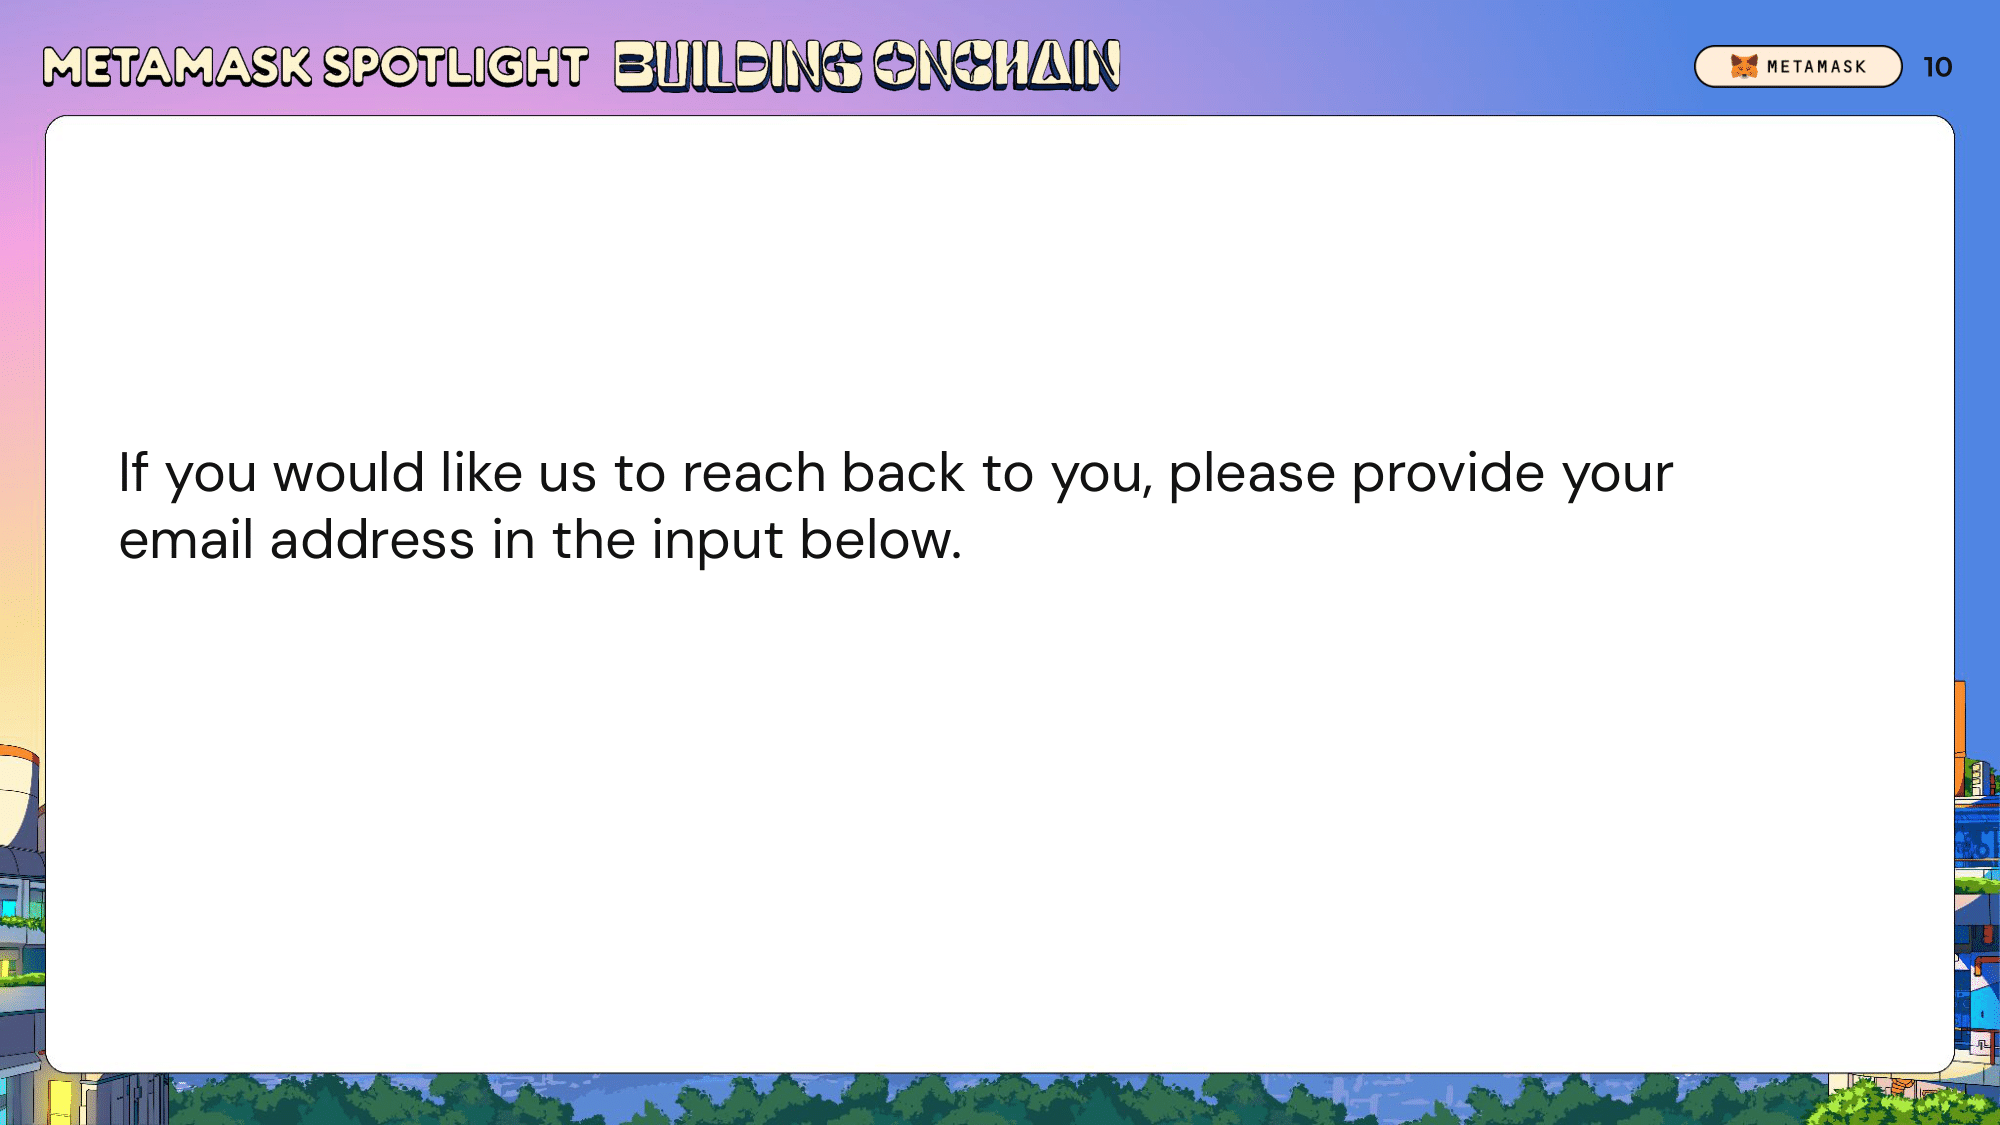 METAMASK SPOTLIGHT BUILDING ONCHAIN
METAMASK 10
If you would like us to reach back to you, please provide your
email address in the input below.